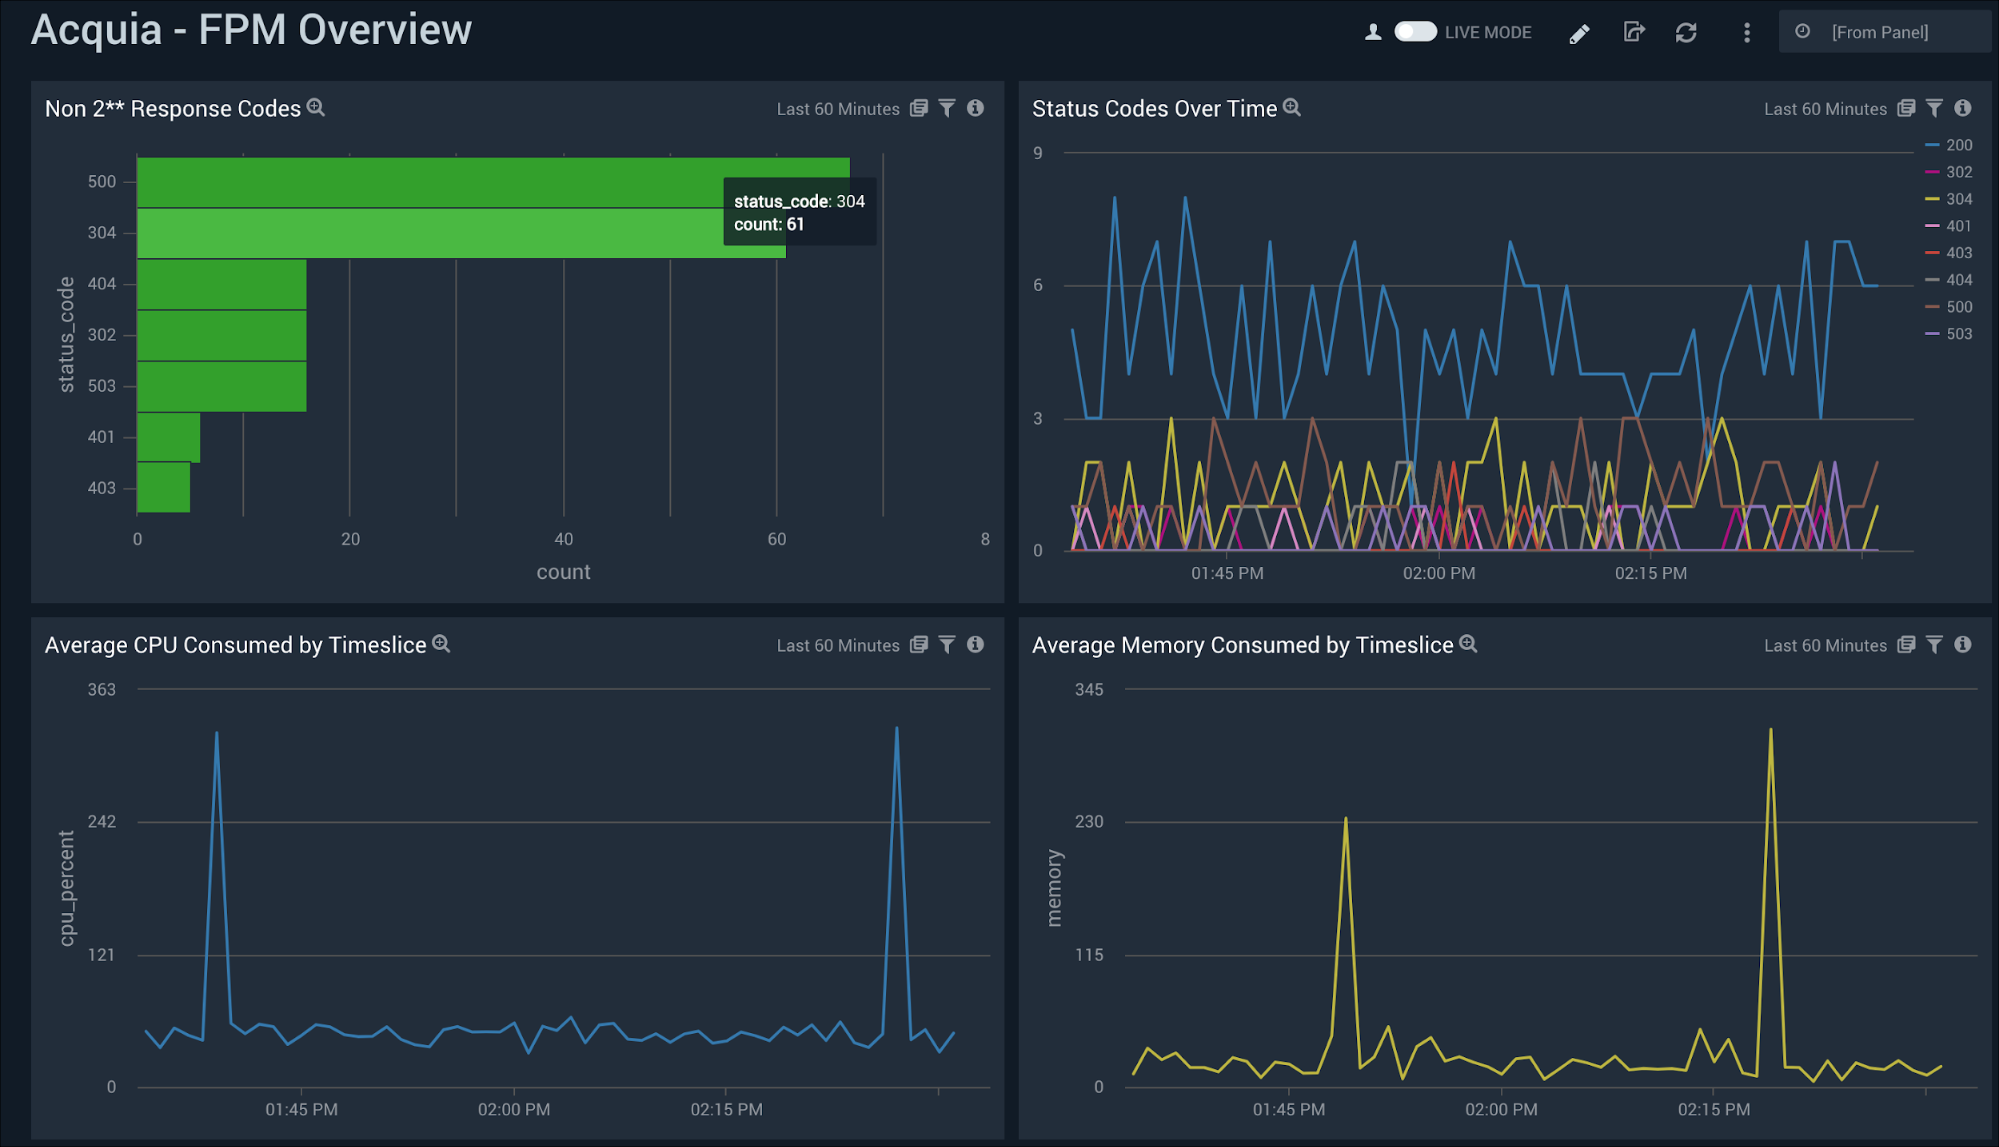 Acquia - FPM Overview
LIVE MODE
[From Panel]
Non 2** Response Codes
Last 60 Minutes
status_code
500
304
404
302
503
401
403
status_code: 304
count: 61
0 20 40 60 8
count
Status Codes Over Time
Last 60 Minutes
9
6
3
0
01:45 PM 02:00 PM 02:15 PM
200
302
304
401
403
404
500
503
Average CPU Consumed by Timeslice
Last 60 Minutes
cpu_percent
363
242
121
0
01:45 PM 02:00 PM 02:15 PM
Average Memory Consumed by Timeslice
Last 60 Minutes
memory
345
230
115
0
01:45 PM 02:00 PM 02:15 PM